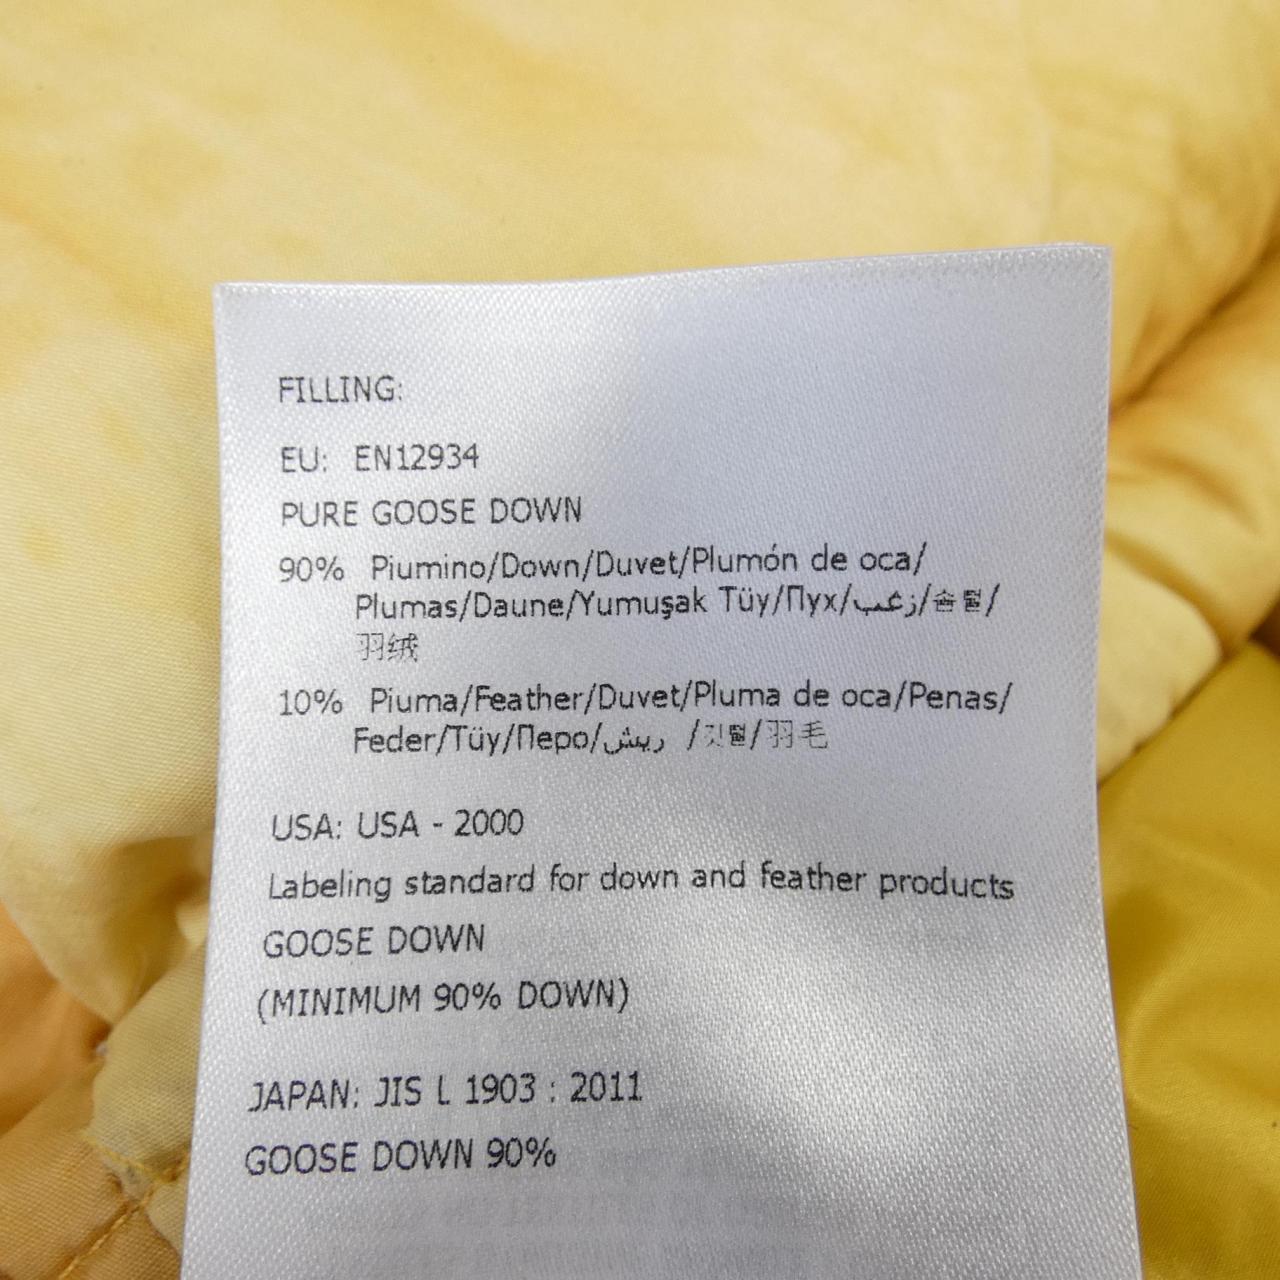 FILLING:
EU: EN12934
PURE GOOSE DOWN
90% Piumino/Down/Duvet/Plumón de oca/
Plumas/Daune/Yumuşak Tüy/Пух/زغب/솜털/
羽绒
10% Piuma/Feather/Duvet/Pluma de oca/Penas/
Feder/Tüy/Перо/ريش /깃털/羽毛
USA: USA - 2000
Labeling standard for down and feather products
GOOSE DOWN
(MINIMUM 90% DOWN)
JAPAN: JIS L 1903 : 2011
GOOSE DOWN 90%